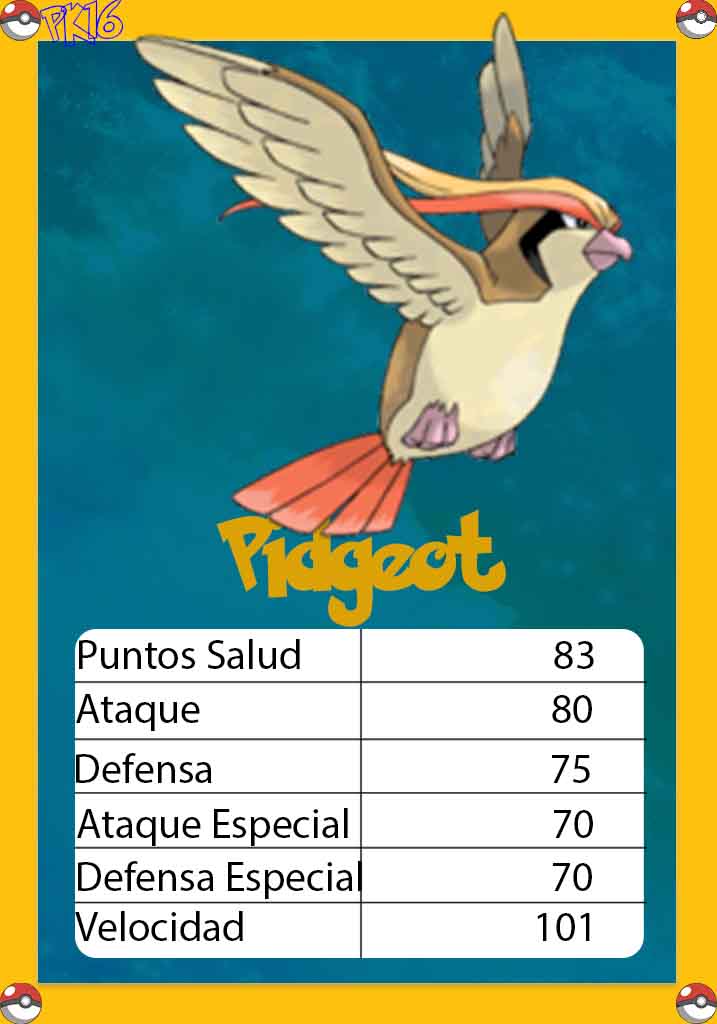 PK16
Pidgeot
Puntos Salud 83
Ataque 80
Defensa 75
Ataque Especial 70
Defensa Especial 70
Velocidad 101